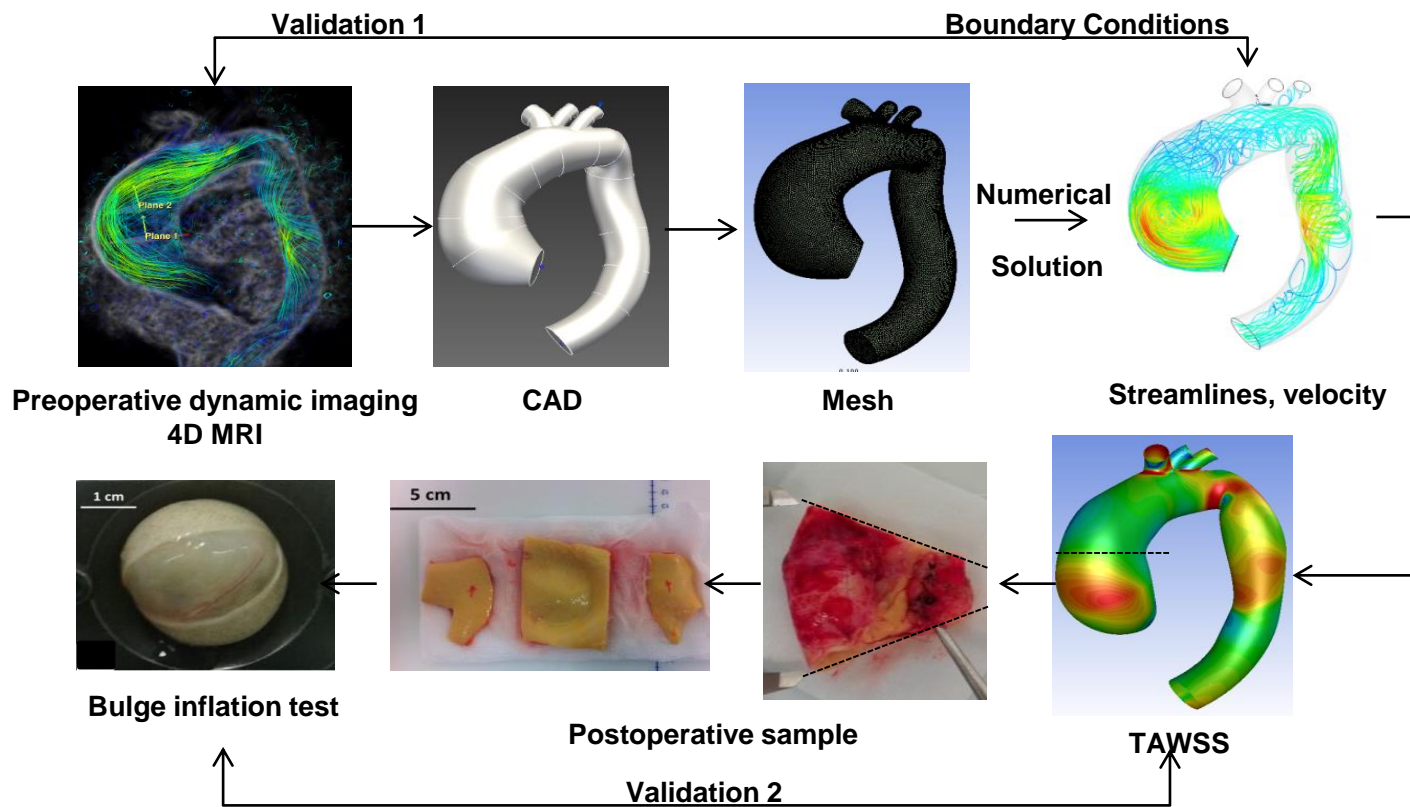 Validation 1
Boundary Conditions
Plane 2
Plane 1
Numerical
Solution
Preoperative dynamic imaging
4D MRI
CAD
Mesh
Streamlines, velocity
1 cm
5 cm
Bulge inflation test
Postoperative sample
TAWSS
Validation 2